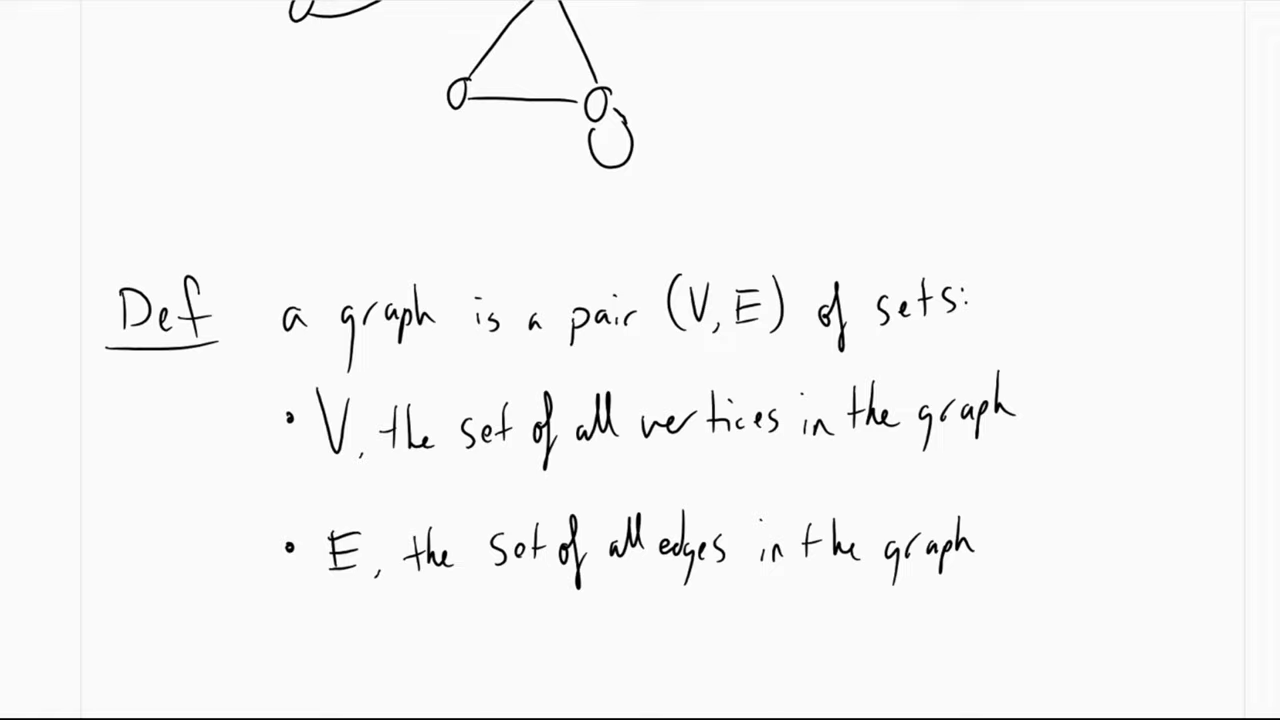 Def a graph is a pair (V, E) of sets:
• V, the set of all vertices in the graph
• E, the set of all edges in the graph